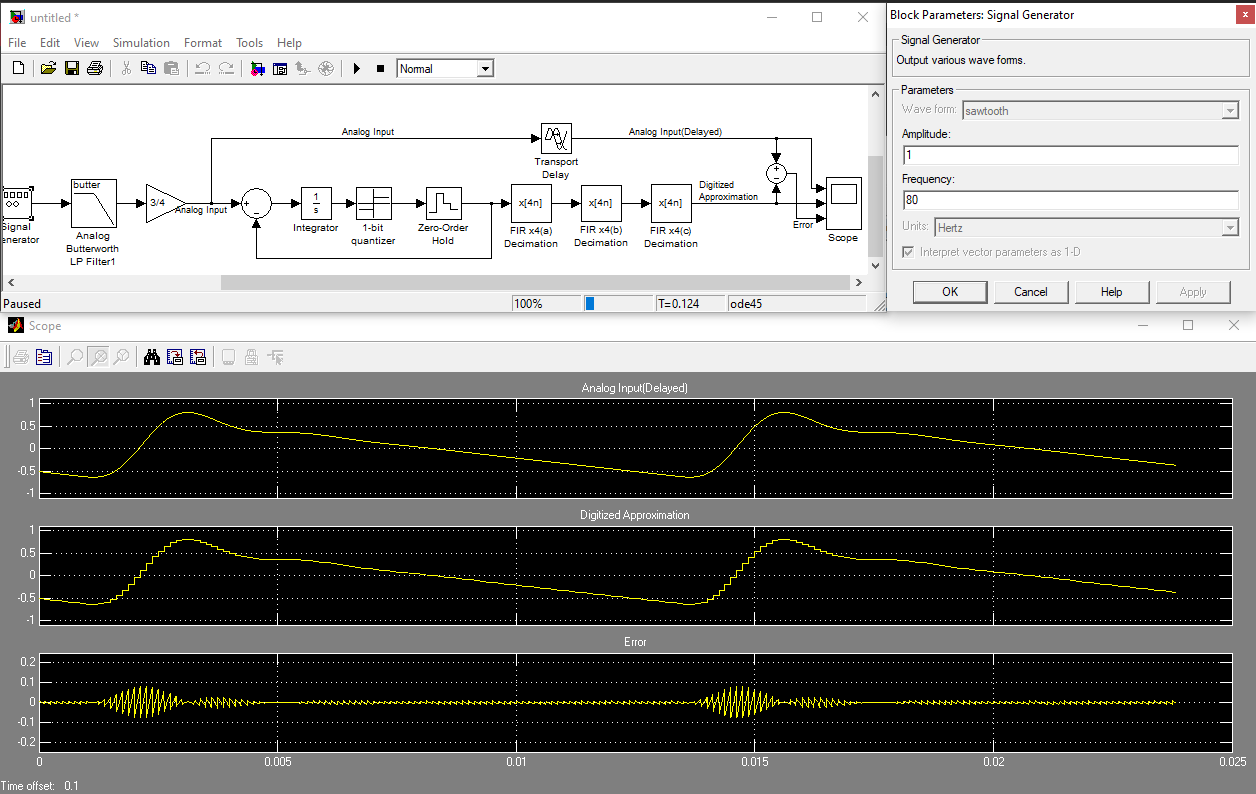 untitled *
File Edit View Simulation Format Tools Help
Normal
Analog Input
Analog Input(Delayed)
Transport
Delay
butter
3/4
Analog Input
1
s
x[4n]
x[4n]
x[4n]
Digitized
Approximation
Signal
enerator
Analog
Butterworth
LP Filter1
Integrator
1-bit
quantizer
Zero-Order
Hold
FIR x4(a)
Decimation
FIR x4(b)
Decimation
FIR x4(c)
Decimation
Error
Scope
Paused 100% T=0.124 ode45
Block Parameters: Signal Generator
Signal Generator
Output various wave forms.
Parameters
Wave form: sawtooth
Amplitude:
1
Frequency:
80
Units: Hertz
Interpret vector parameters as 1-D
OK Cancel Help Apply
Scope
Analog Input(Delayed)
1
0.5
0
-0.5
-1
Digitized Approximation
1
0.5
0
-0.5
-1
Error
0.2
0.1
0
-0.1
-0.2
0 0.005 0.01 0.015 0.02 0.025
Time offset: 0.1